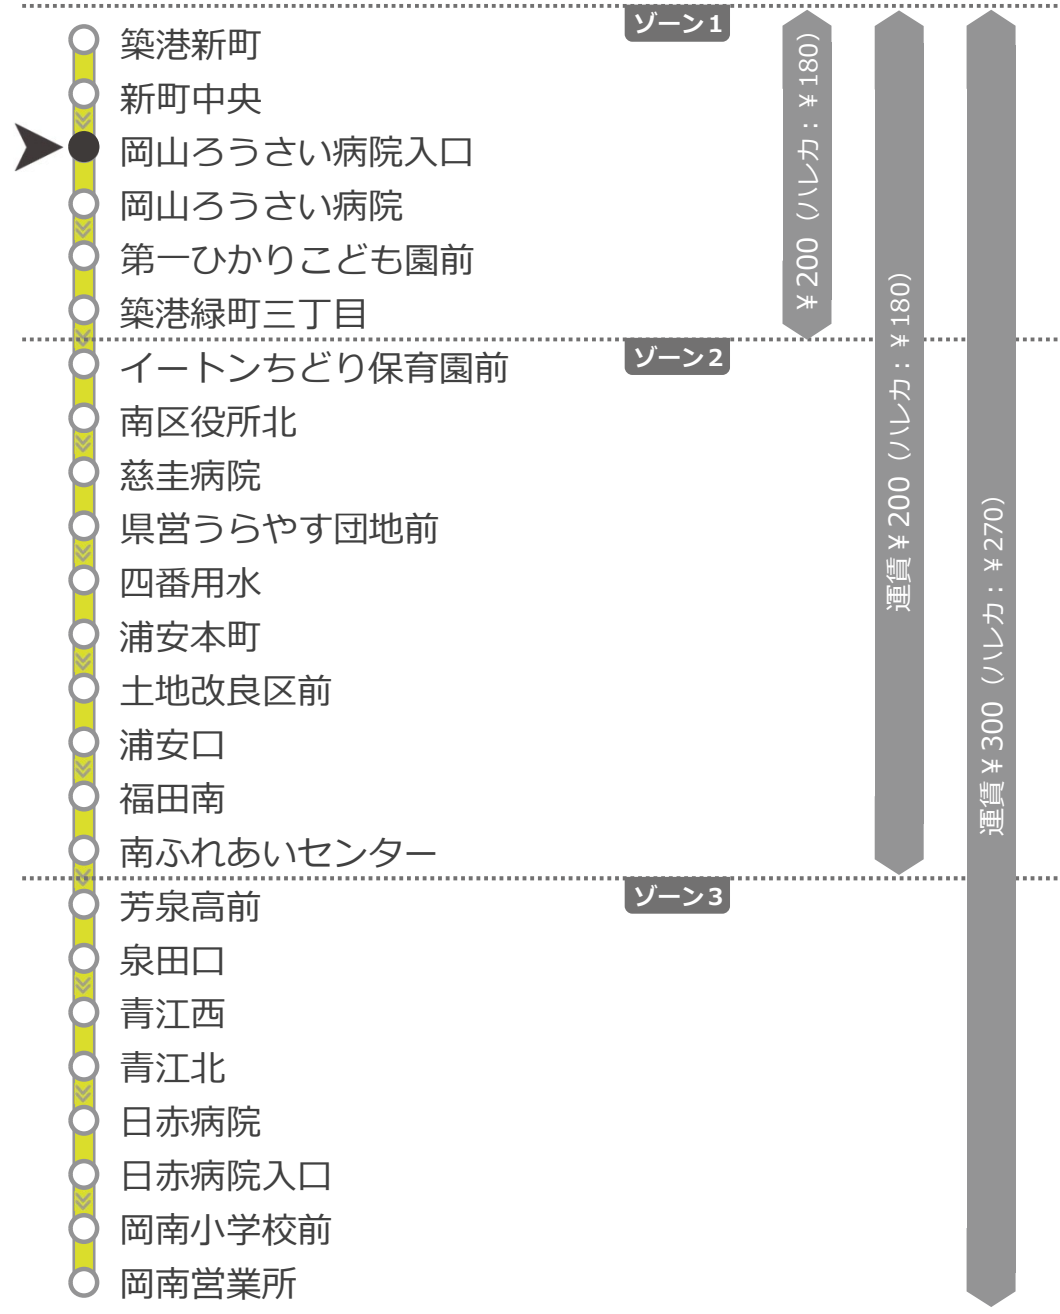 ゾーン1
築港新町
新町中央
岡山ろうさい病院入口
岡山ろうさい病院
第一ひかりこども園前
築港緑町三丁目
¥200（ハレカ：¥180）
ゾーン2
イートンちどり保育園前
南区役所北
慈圭病院
県営うらやす団地前
四番用水
浦安本町
土地改良区前
浦安口
福田南
南ふれあいセンター
運賃¥200（ハレカ：¥180）
ゾーン3
芳泉高前
泉田口
青江西
青江北
日赤病院
日赤病院入口
岡南小学校前
岡南営業所
運賃¥300（ハレカ：¥270）